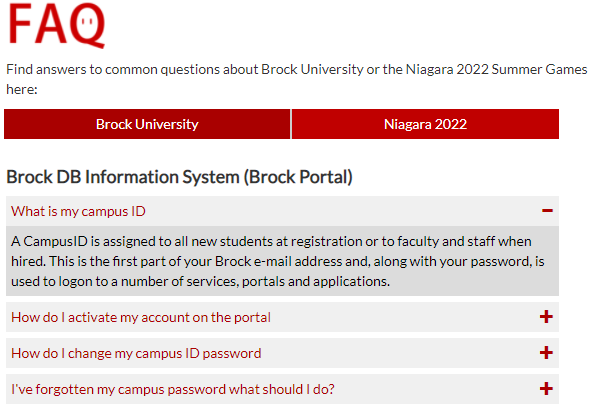 FAQ
Find answers to common questions about Brock University or the Niagara 2022 Summer Games
here:
Brock University
Niagara 2022
Brock DB Information System (Brock Portal)
What is my campus ID
A CampusID is assigned to all new students at registration or to faculty and staff when
hired. This is the first part of your Brock e-mail address and, along with your password, is
used to logon to a number of services, portals and applications.
How do I activate my account on the portal
How do I change my campus ID password
I've forgotten my campus password what should I do?